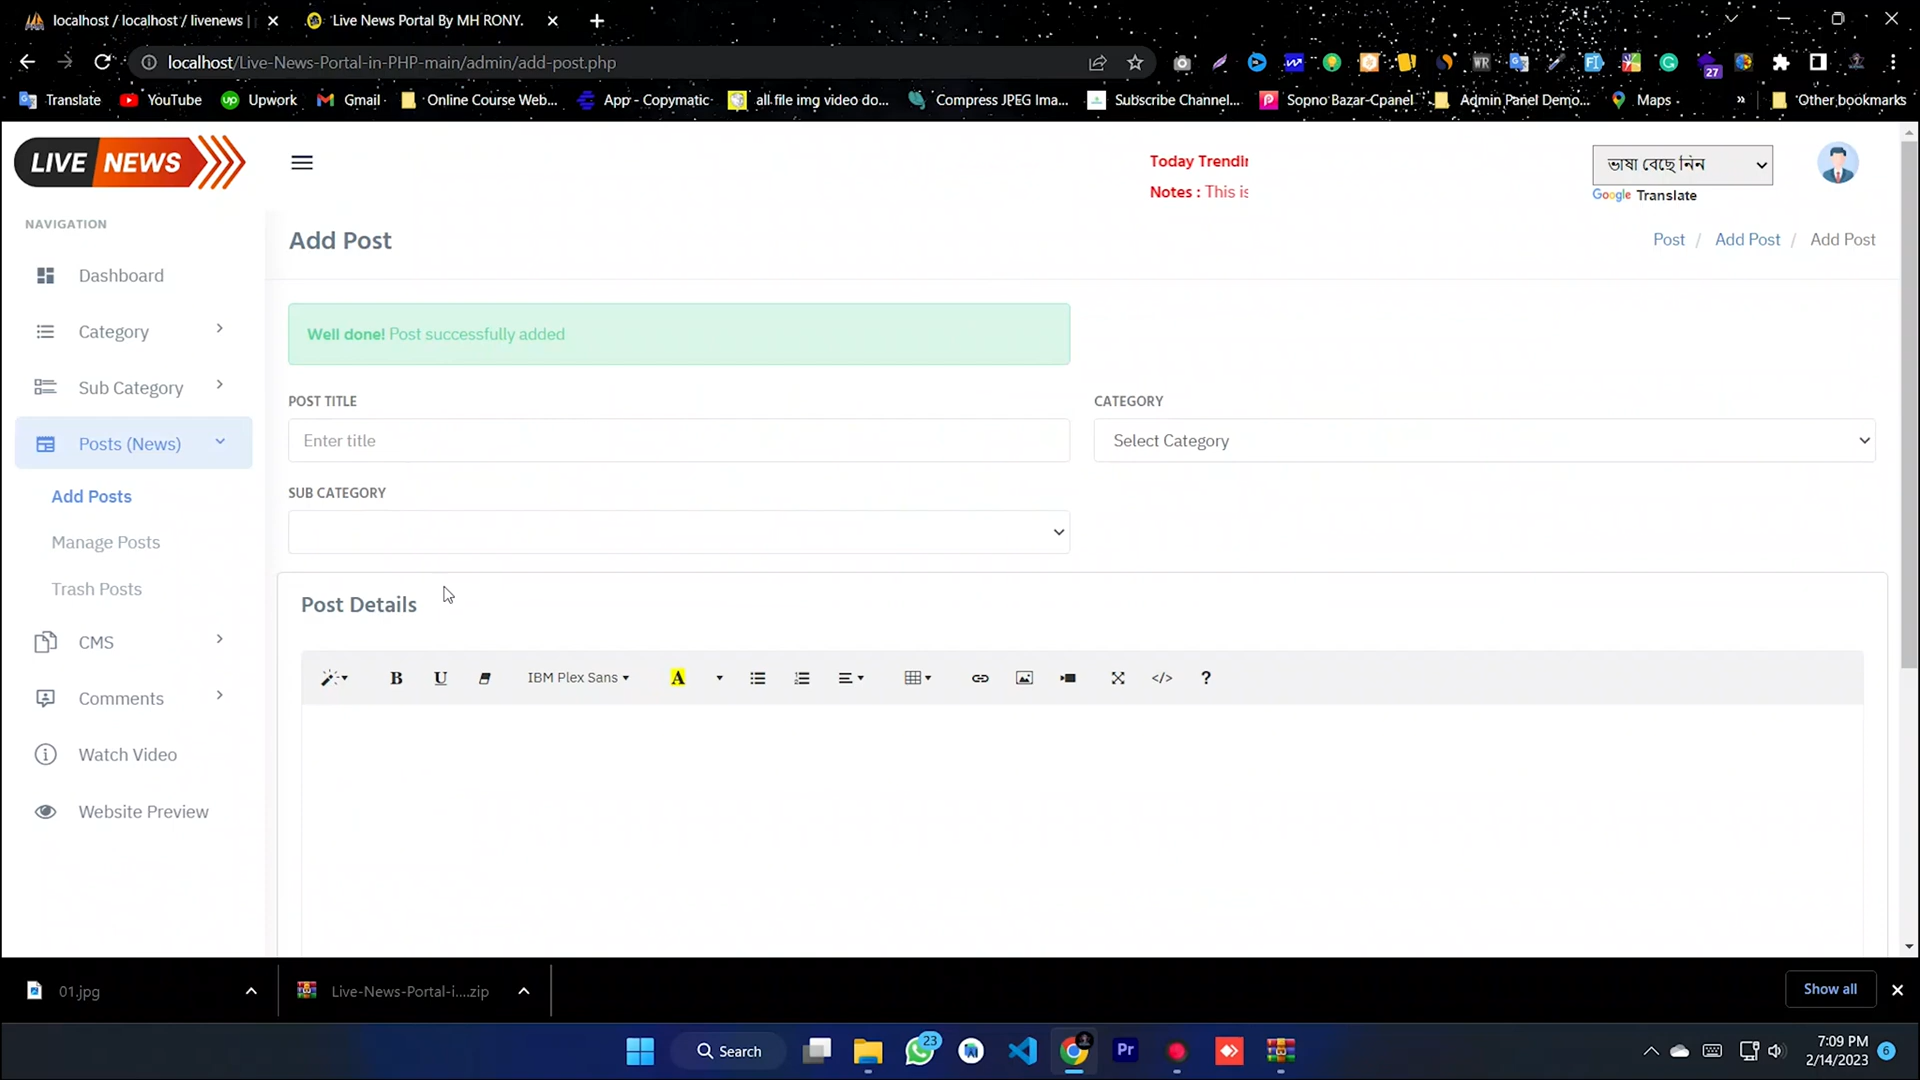 localhost / localhost / livenews |
Live News Portal By MH RONY.
localhost/Live-News-Portal-in-PHP-main/admin/add-post.php
27
Translate
YouTube
Upwork
Gmail
Online Course Web...
App - Copymatic
all file img video do...
Compress JPEG Ima...
Subscribe Channel...
Sopno Bazar-Cpanel
Admin Panel Demo...
Maps
»
Other bookmarks
LIVE NEWS
Today Trendin
Notes : This is
ভাষা বেছে নিন
Google Translate
NAVIGATION
Dashboard
Category
Sub Category
Posts (News)
Add Posts
Manage Posts
Trash Posts
CMS
Comments
Watch Video
Website Preview
Add Post
Post / Add Post / Add Post
Well done! Post successfully added
POST TITLE
Enter title
CATEGORY
Select Category
SUB CATEGORY
Post Details
B U IBM Plex Sans A </> ?
01.jpg
Live-News-Portal-i....zip
Show all
Search
23
Pr
7:09 PM
2/14/2023
6